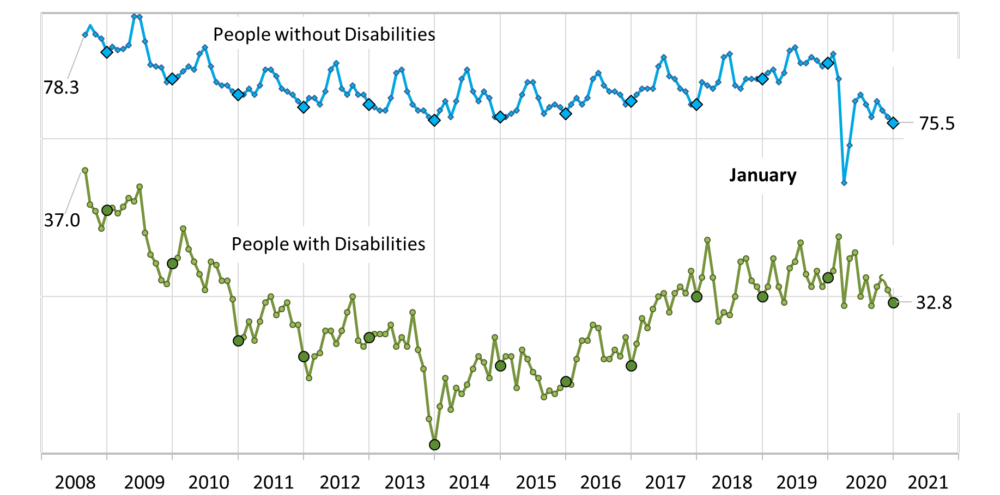 People without Disabilities
78.3
75.5
January
37.0
People with Disabilities
32.8
2008 2009 2010 2011 2012 2013 2014 2015 2016 2017 2018 2019 2020 2021